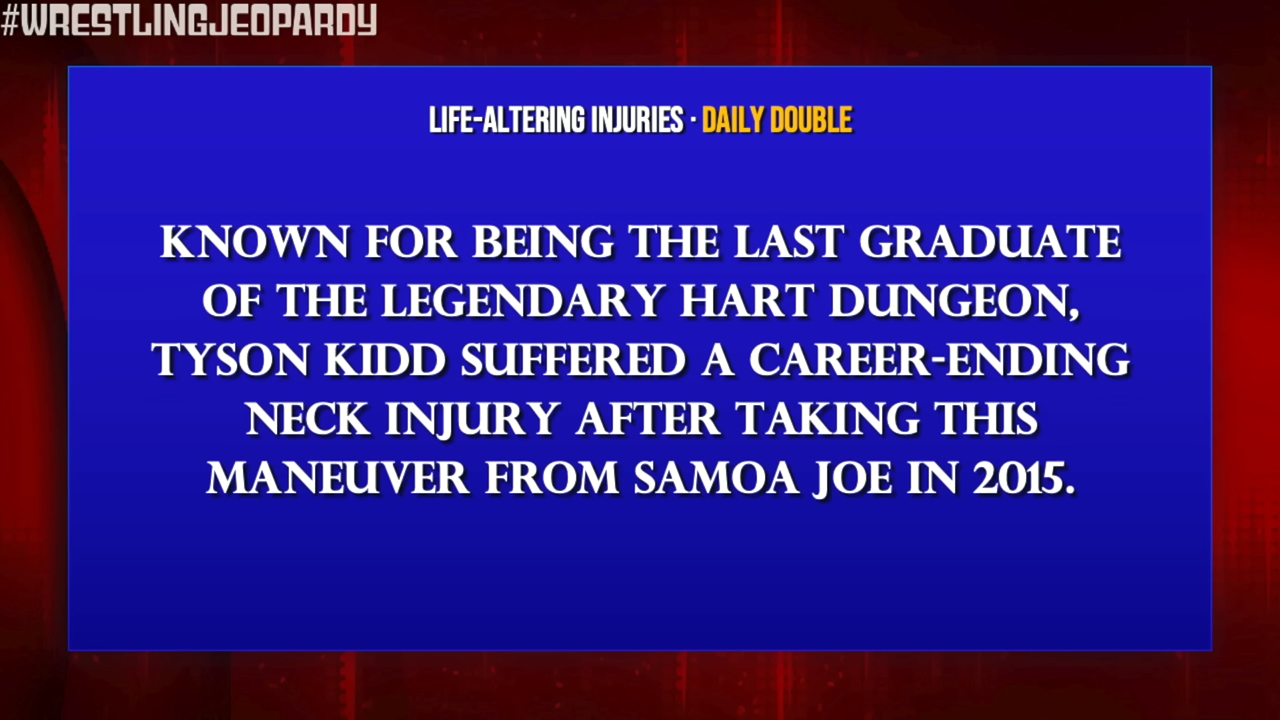 #WRESTLINGJEOPARDY
LIFE-ALTERING INJURIES · DAILY DOUBLE
KNOWN FOR BEING THE LAST GRADUATE
OF THE LEGENDARY HART DUNGEON,
TYSON KIDD SUFFERED A CAREER-ENDING
NECK INJURY AFTER TAKING THIS
MANEUVER FROM SAMOA JOE IN 2015.